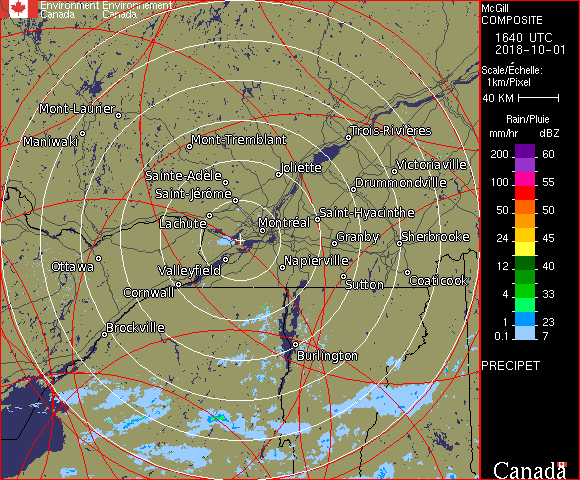 Environment Environnement
Canada Canada
McGill
COMPOSITE
1640 UTC
2018-10-01
Scale/Échelle:
1km/Pixel
40 KM
Rain/Pluie
mm/hr dBZ
200 60
150 57
100 55
50 50
24 45
12 40
4 33
1 23
0.1 7
PRECIPET
Canada
Mont-Laurier
Maniwaki
Mont-Tremblant
Trois-Rivières
Sainte-Adèle
Joliette
Victoriaville
Saint-Jérôme
Drummondville
Lachute
Montréal
Saint-Hyacinthe
Granby
Sherbrooke
Ottawa
Valleyfield
Napierville
Cornwall
Sutton
Coaticook
Brockville
Burlington